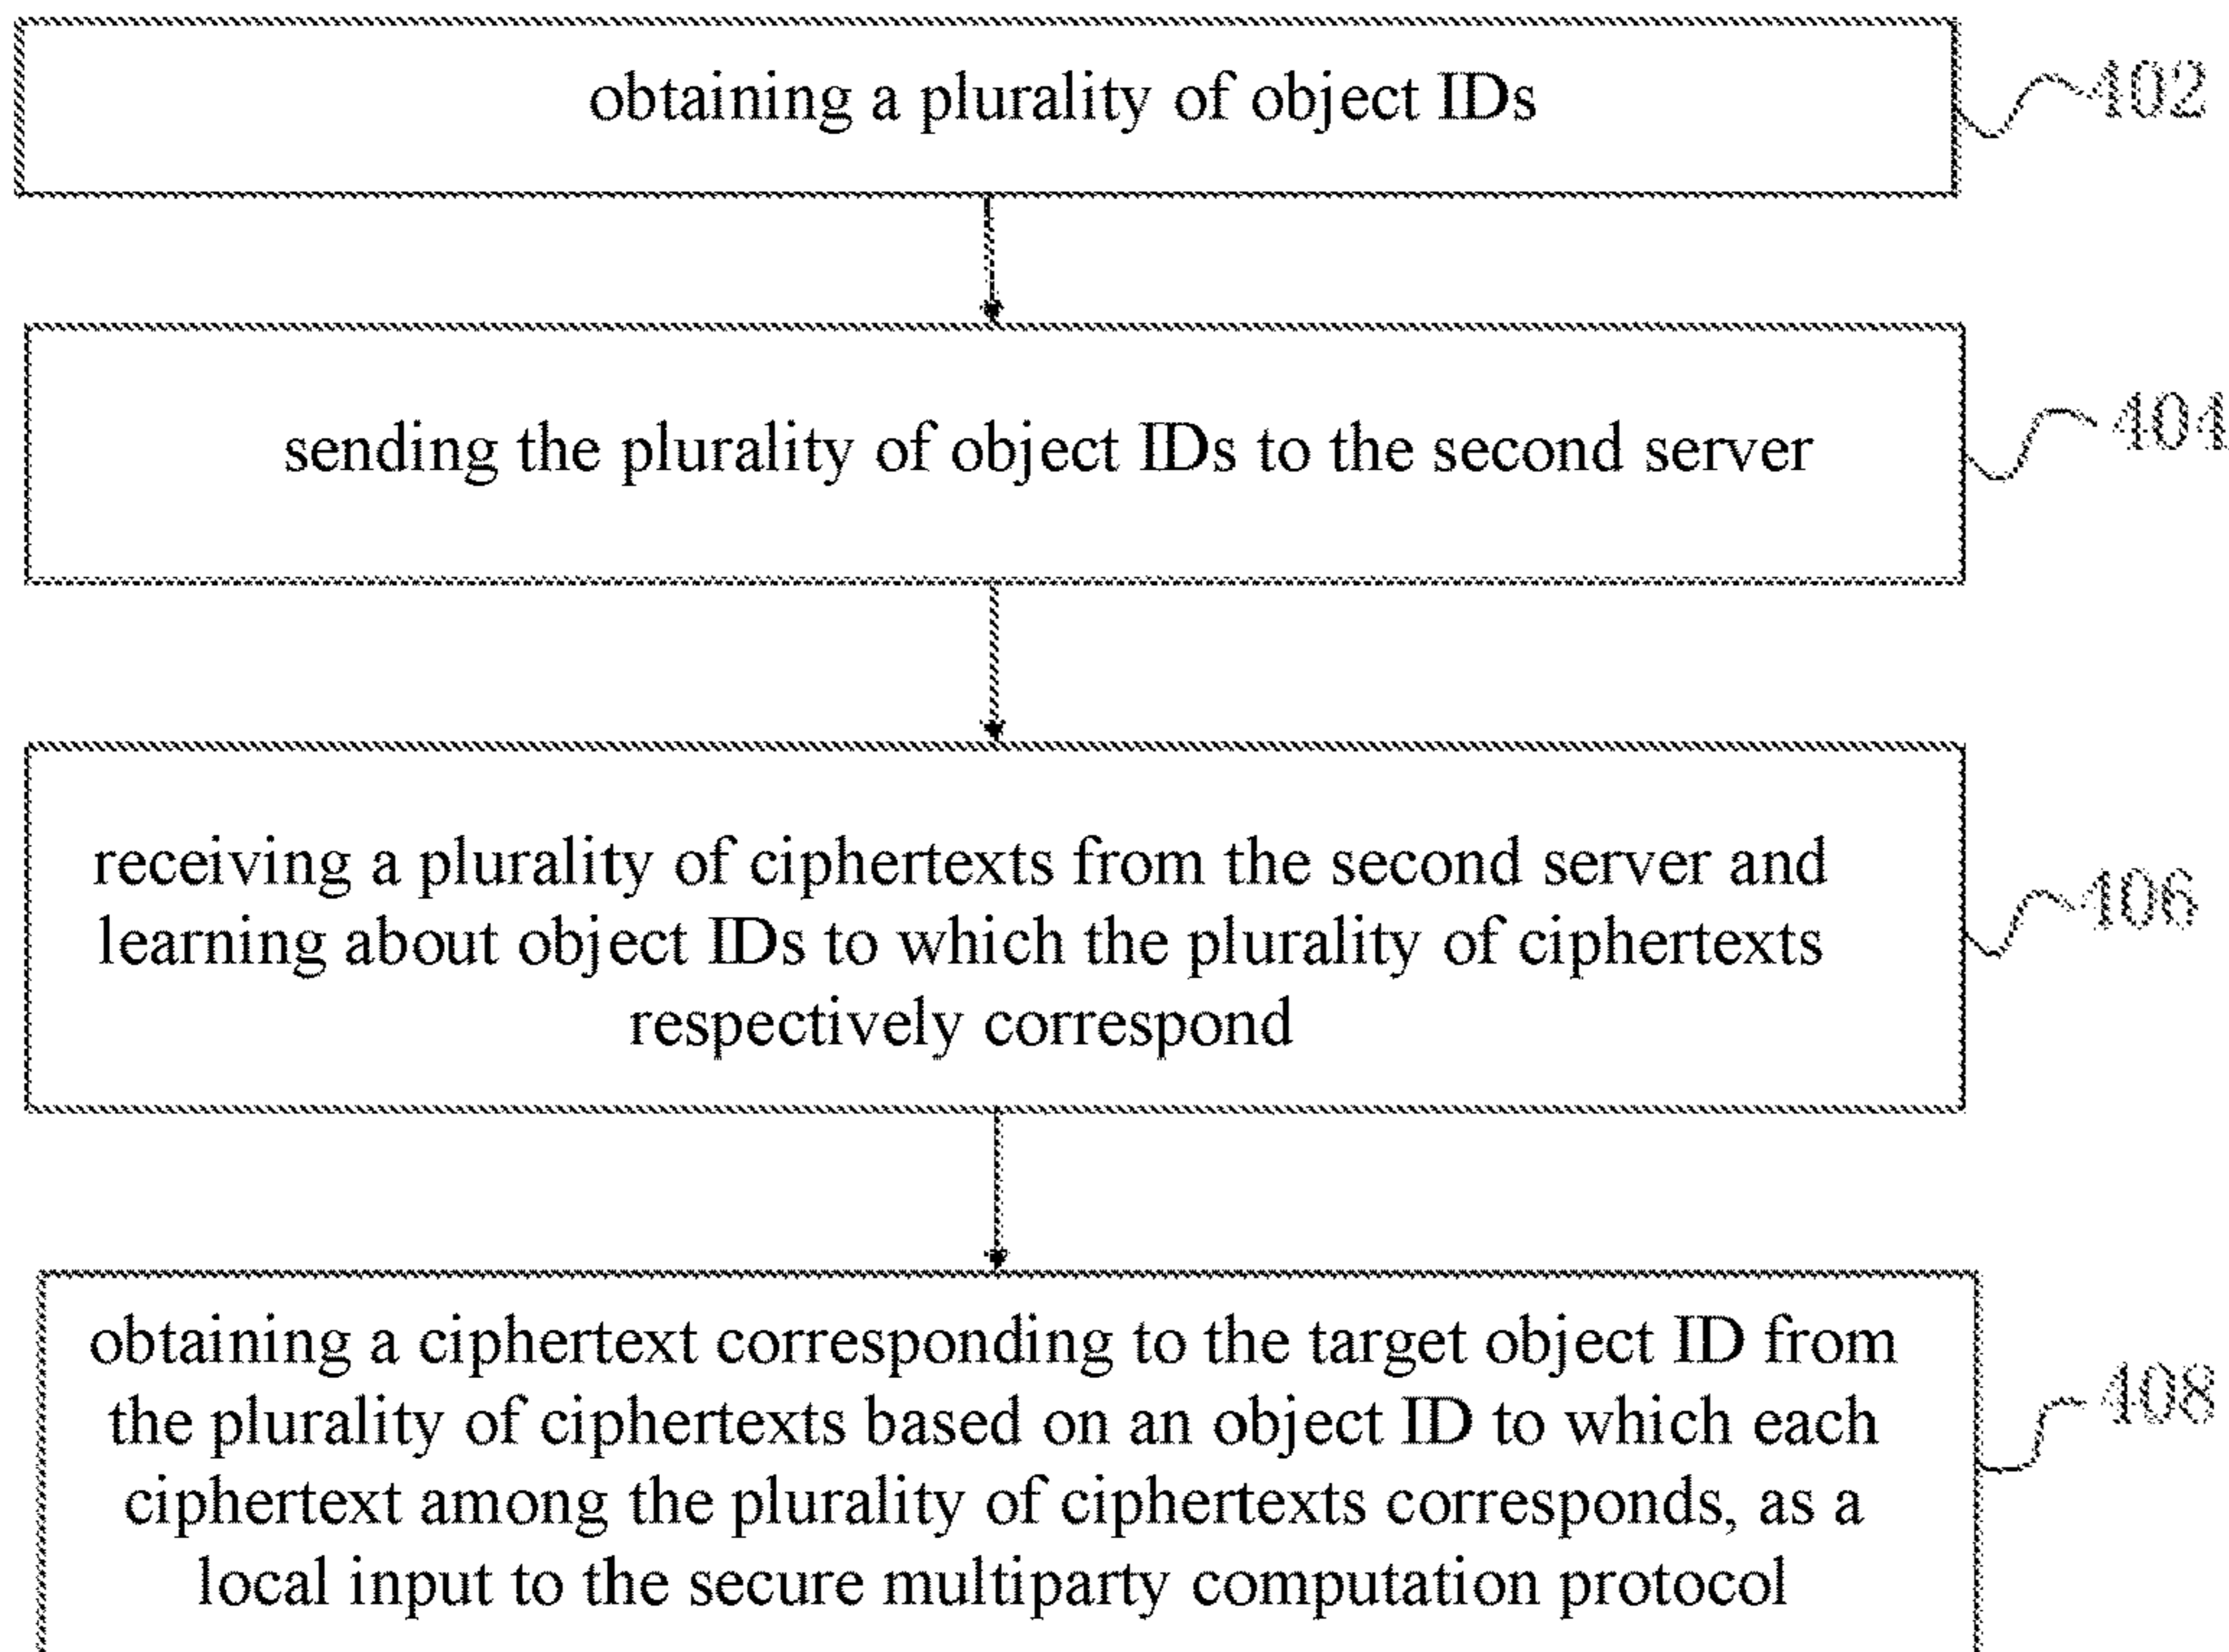 obtaining a plurality of object IDs
402
sending the plurality of object IDs to the second server
404
receiving a plurality of ciphertexts from the second server and
learning about object IDs to which the plurality of ciphertexts
respectively correspond
406
obtaining a ciphertext corresponding to the target object ID from
the plurality of ciphertexts based on an object ID to which each
ciphertext among the plurality of ciphertexts corresponds, as a
local input to the secure multiparty computation protocol
408